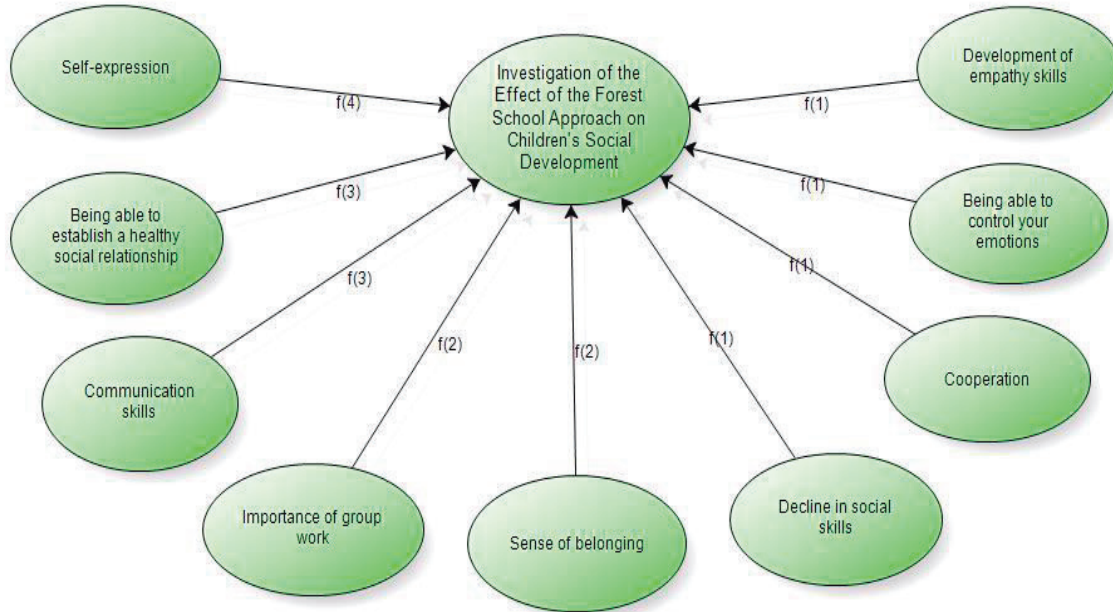 Self-expression
f(4)
Investigation of the
Effect of the Forest
School Approach on
Children's Social
Development
Development of
empathy skills
f(1)
Being able to
establish a healthy
social relationship
f(3)
Being able to
control your
emotions
f(1)
Communication
skills
f(3)
Cooperation
f(1)
Importance of group
work
f(2)
Sense of belonging
f(2)
Decline in social
skills
f(1)